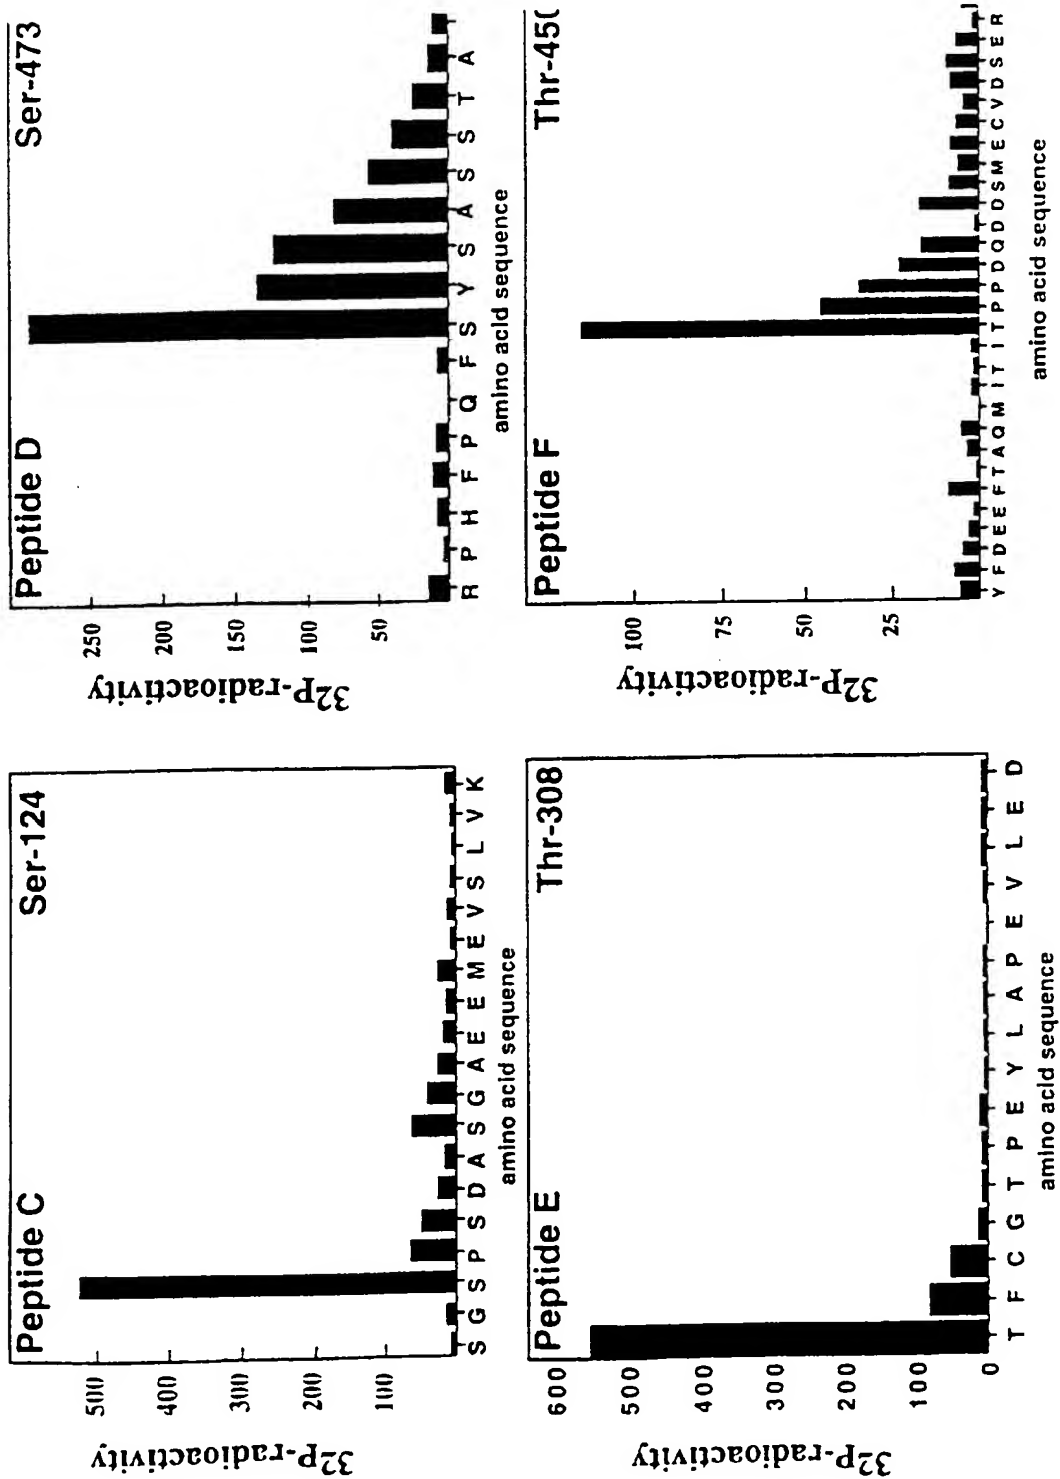 Peptide C
Ser-124
32P-radioactivity
500
400
300
200
100
S G S P S D A S G A E E M E V S L V K
amino acid sequence
Peptide D
Ser-473
32P-radioactivity
250
200
150
100
50
R P H F P Q F S Y S A S S T A
amino acid sequence
Peptide E
Thr-308
32P-radioactivity
600
500
400
300
200
100
0
T F C G T P E Y L A P E V L E D
amino acid sequence
Peptide F
32P-radioactivity
100
75
50
25
Y F D E E F T A Q M I T I T P P D Q D D S M E C V D S E R
amino acid sequence